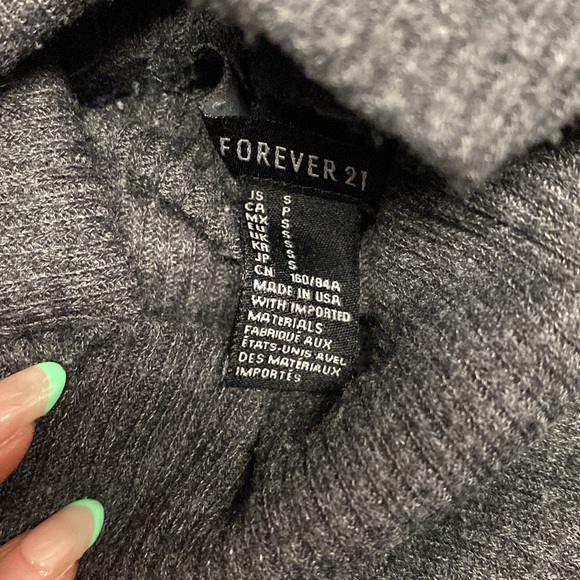 FOREVER 21
US S
CA P
MX S
EU S
UK S
KR S
JP S
CN 160/84A
MADE IN USA
WITH IMPORTED
MATERIALS
FABRIQUÉ AUX
ÉTATS-UNIS AVEC
DES MATÉRIAUX
IMPORTÉS